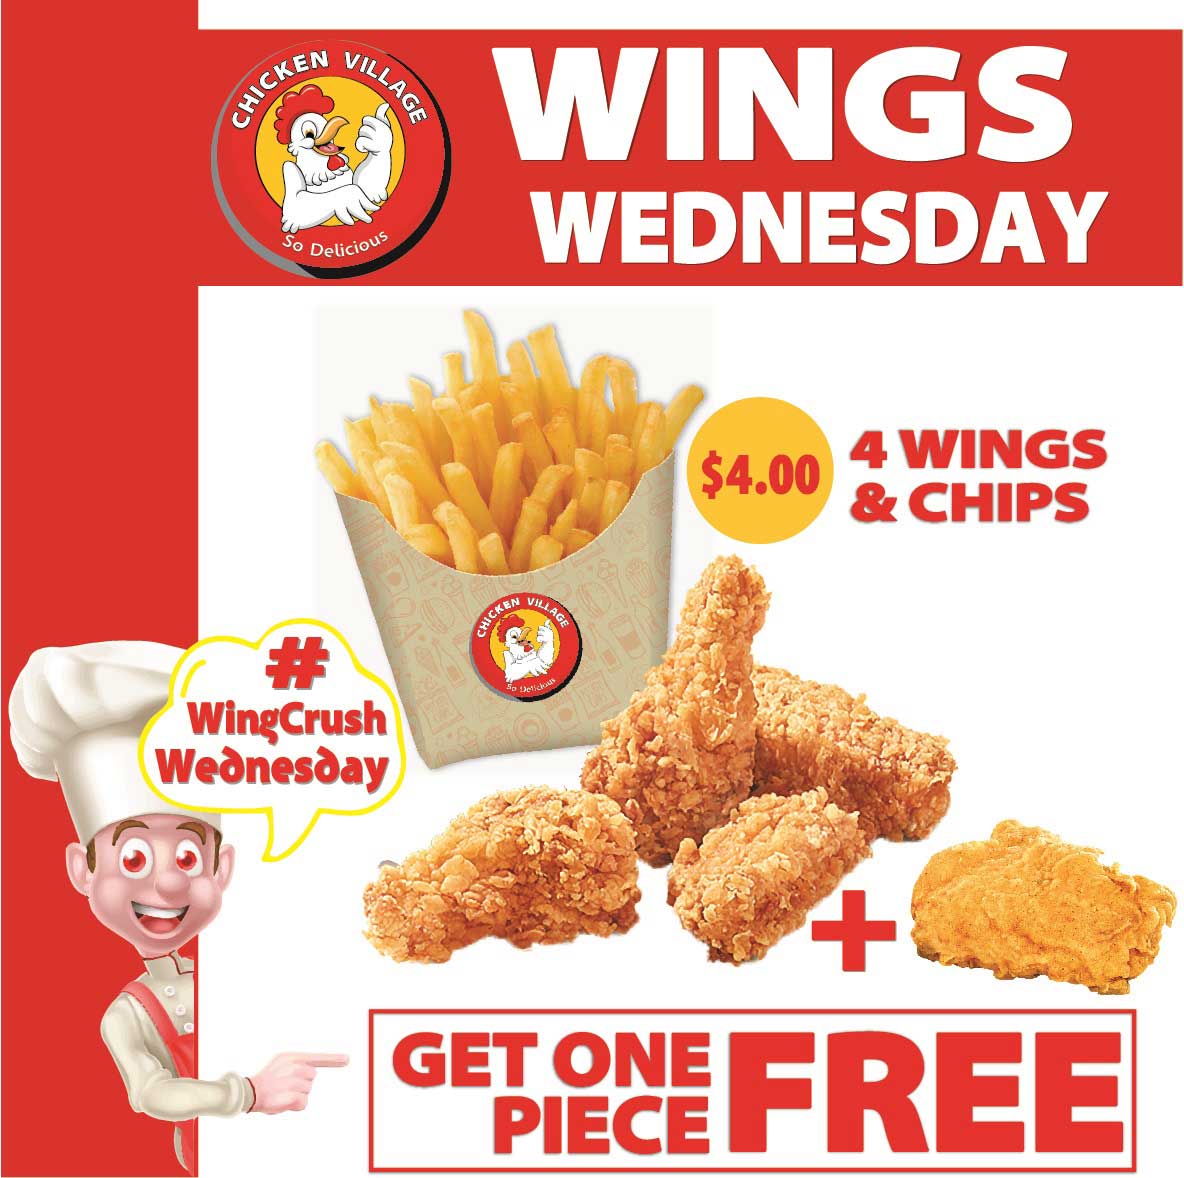 CHICKEN VILLAGE
So Delicious
WINGS
WEDNESDAY
$4.00
4 WINGS
& CHIPS
CHICKEN VILLAGE
So Delicious
#
WingCrush
Wednesday
+
GET ONE
PIECE
FREE